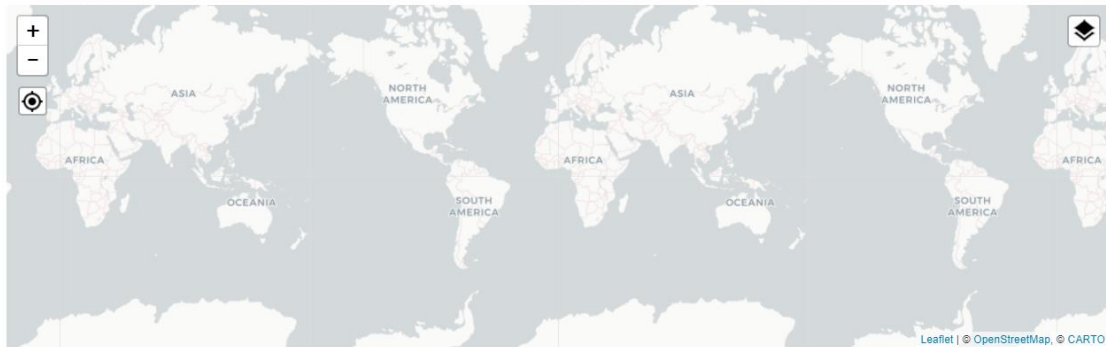 +
−
ASIA
NORTH
AMERICA
ASIA
NORTH
AMERICA
AFRICA
AFRICA
AFRICA
OCEANIA
SOUTH
AMERICA
OCEANIA
SOUTH
AMERICA
Leaflet | © OpenStreetMap, © CARTO